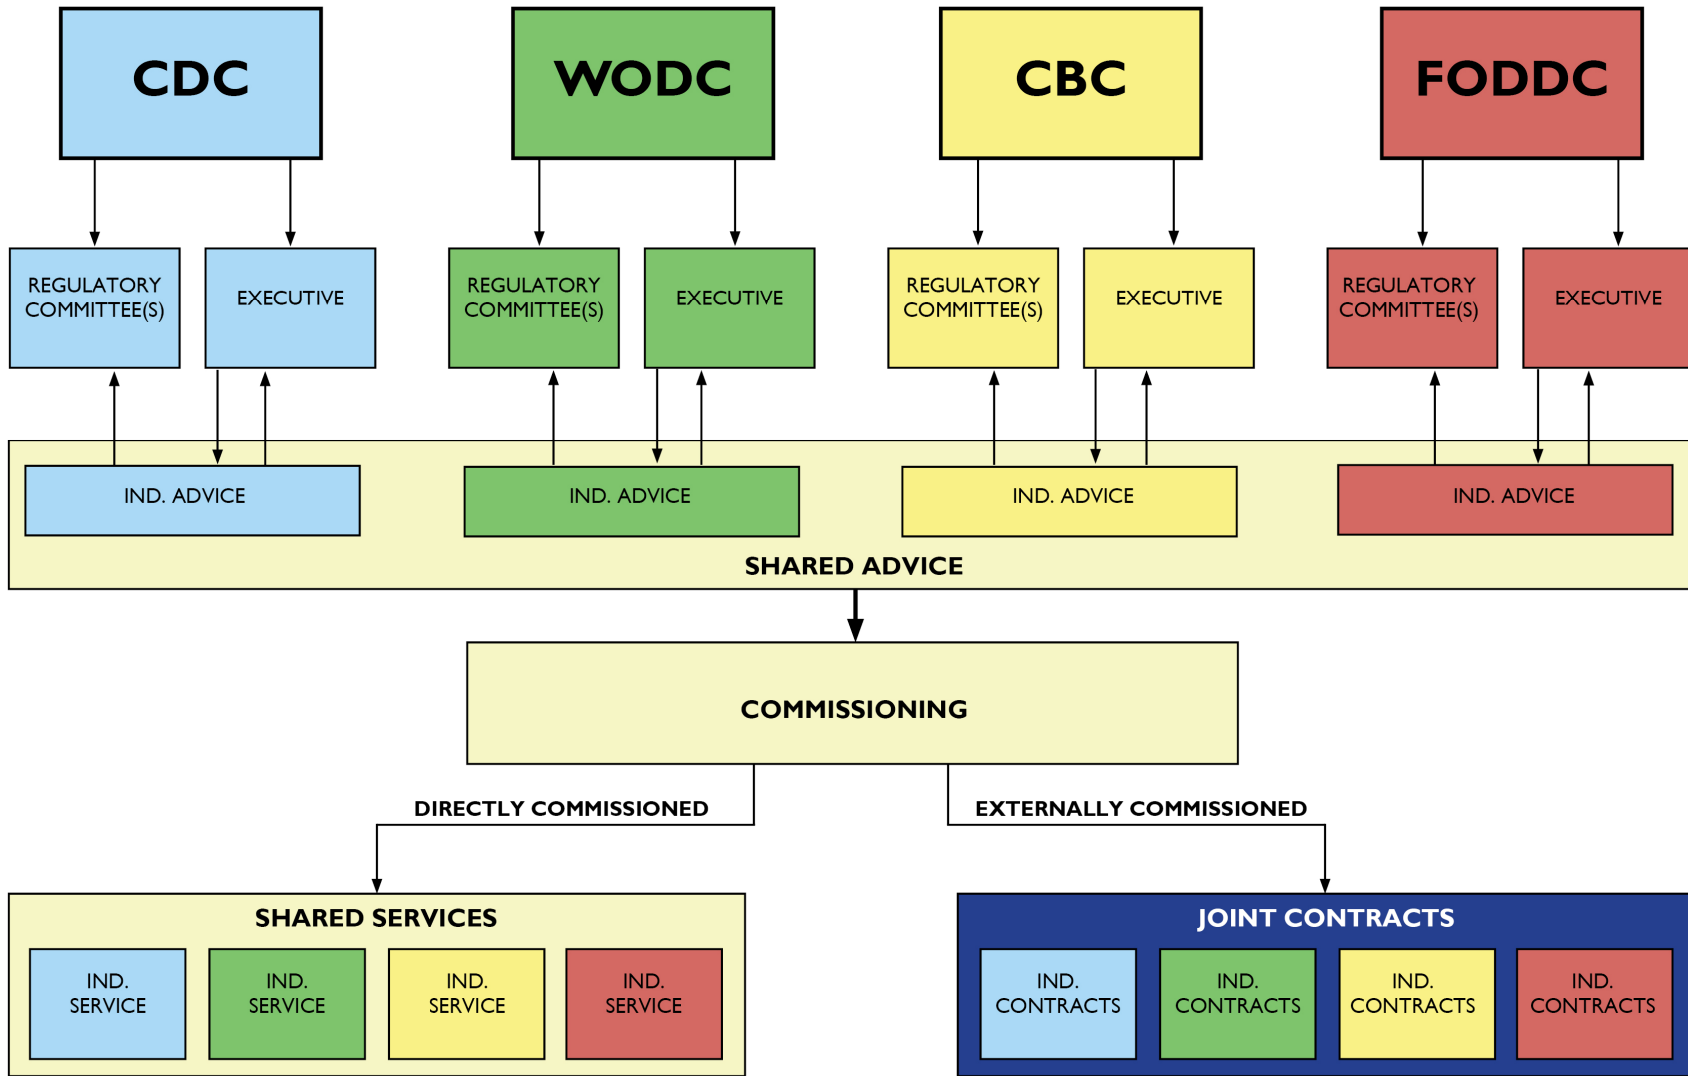 CDC
WODC
CBC
FODDC
REGULATORY
COMMITTEE(S)
EXECUTIVE
REGULATORY
COMMITTEE(S)
EXECUTIVE
REGULATORY
COMMITTEE(S)
EXECUTIVE
REGULATORY
COMMITTEE(S)
EXECUTIVE
IND. ADVICE
IND. ADVICE
IND. ADVICE
IND. ADVICE
SHARED ADVICE
COMMISSIONING
DIRECTLY COMMISSIONED
EXTERNALLY COMMISSIONED
SHARED SERVICES
IND.
SERVICE
IND.
SERVICE
IND.
SERVICE
IND.
SERVICE
JOINT CONTRACTS
IND.
CONTRACTS
IND.
CONTRACTS
IND.
CONTRACTS
IND.
CONTRACTS